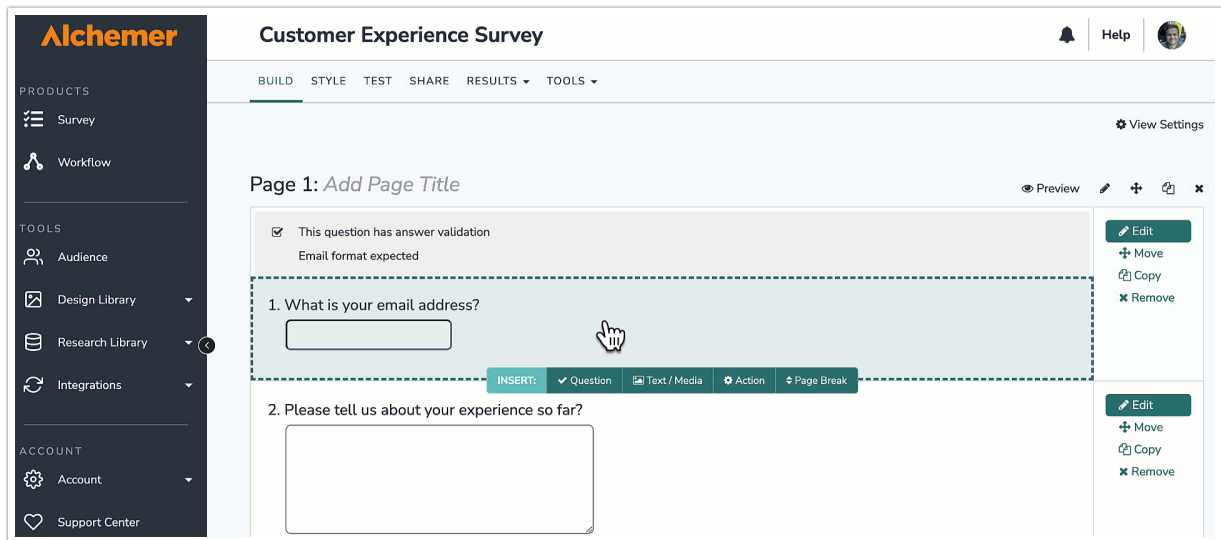 Alchemer
Customer Experience Survey
Help
PRODUCTS
Survey
Workflow
TOOLS
Audience
Design Library
Research Library
Integrations
ACCOUNT
Account
Support Center
BUILD STYLE TEST SHARE RESULTS TOOLS
View Settings
Page 1: Add Page Title
Preview
This question has answer validation
Email format expected
Edit
Move
Copy
Remove
1. What is your email address?
INSERT: Question Text / Media Action Page Break
2. Please tell us about your experience so far?
Edit
Move
Copy
Remove